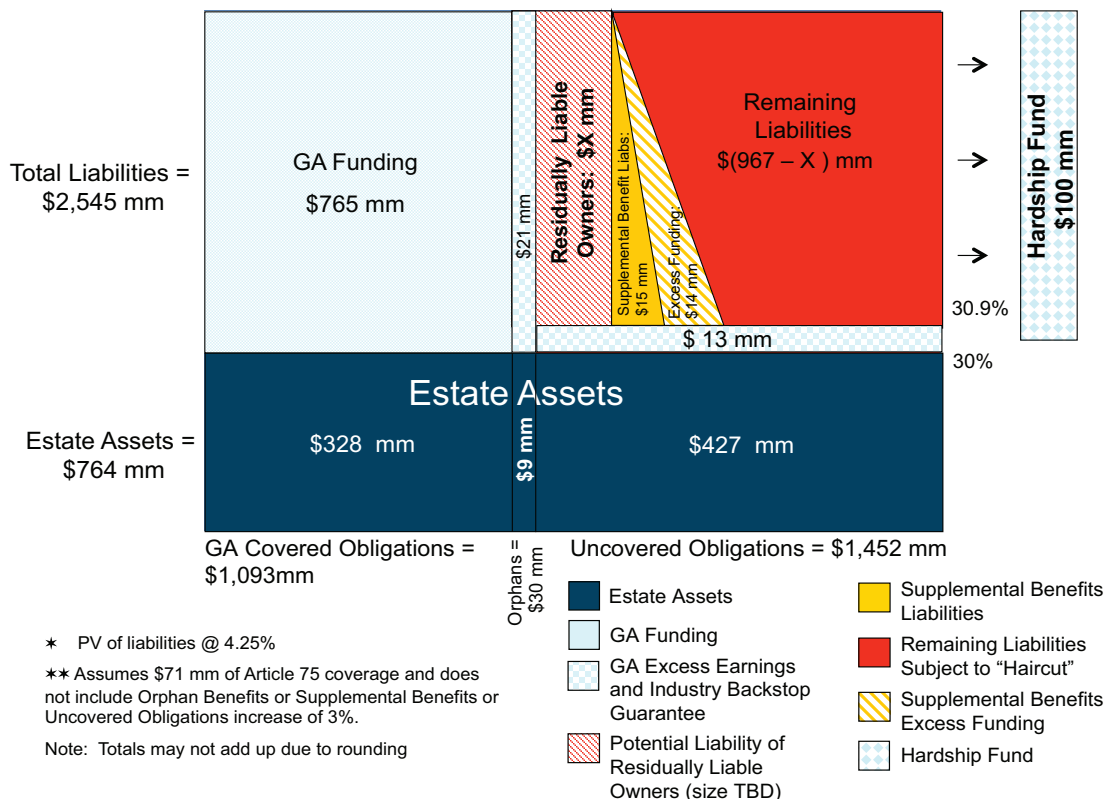 Total Liabilities =
$2,545 mm
GA Funding
$765 mm
$21 mm
Residually Liable
Owners: $X mm
Supplemental Benefit Liabs:
$15 mm
Excess Funding:
$14 mm
Remaining
Liabilities
$(967 – X ) mm
30.9%
Hardship Fund
$100 mm
$ 13 mm
30%
Estate Assets
Estate Assets =
$764 mm
$328 mm
$9 mm
$427 mm
GA Covered Obligations =
$1,093mm
Orphans =
$30 mm
Uncovered Obligations = $1,452 mm
Estate Assets
GA Funding
GA Excess Earnings
and Industry Backstop
Guarantee
Potential Liability of
Residually Liable
Owners (size TBD)
Supplemental Benefits
Liabilities
Remaining Liabilities
Subject to “Haircut”
Supplemental Benefits
Excess Funding
Hardship Fund
✶ PV of liabilities @ 4.25%
✶✶ Assumes $71 mm of Article 75 coverage and does
not include Orphan Benefits or Supplemental Benefits or
Uncovered Obligations increase of 3%.
Note: Totals may not add up due to rounding